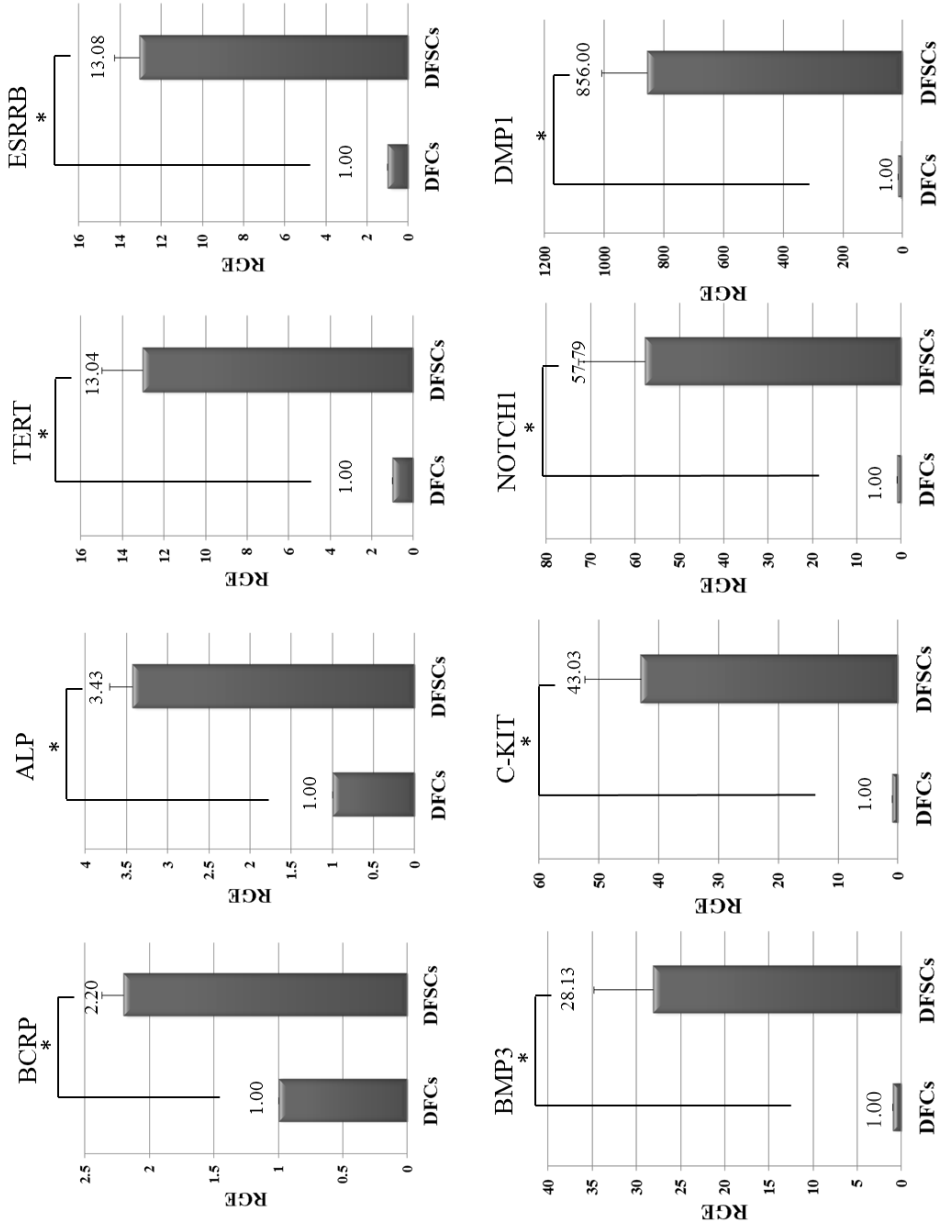 BCRP
*
2.5
2
1.5
1
0.5
0
RGE
1.00
2.20
DFCs
DFSCs
ALP
*
4
3.5
3
2.5
2
1.5
1
0.5
0
RGE
1.00
3.43
DFCs
DFSCs
TERT
*
16
14
12
10
8
6
4
2
0
RGE
1.00
13.04
DFCs
DFSCs
ESRRB
*
16
14
12
10
8
6
4
2
0
RGE
1.00
13.08
DFCs
DFSCs
BMP3
*
40
35
30
25
20
15
10
5
0
RGE
1.00
28.13
DFCs
DFSCs
C-KIT
*
60
50
40
30
20
10
0
RGE
1.00
43.03
DFCs
DFSCs
NOTCH1
*
80
70
60
50
40
30
20
10
0
RGE
1.00
57.79
DFCs
DFSCs
DMP1
*
1200
1000
800
600
400
200
0
RGE
1.00
856.00
DFCs
DFSCs